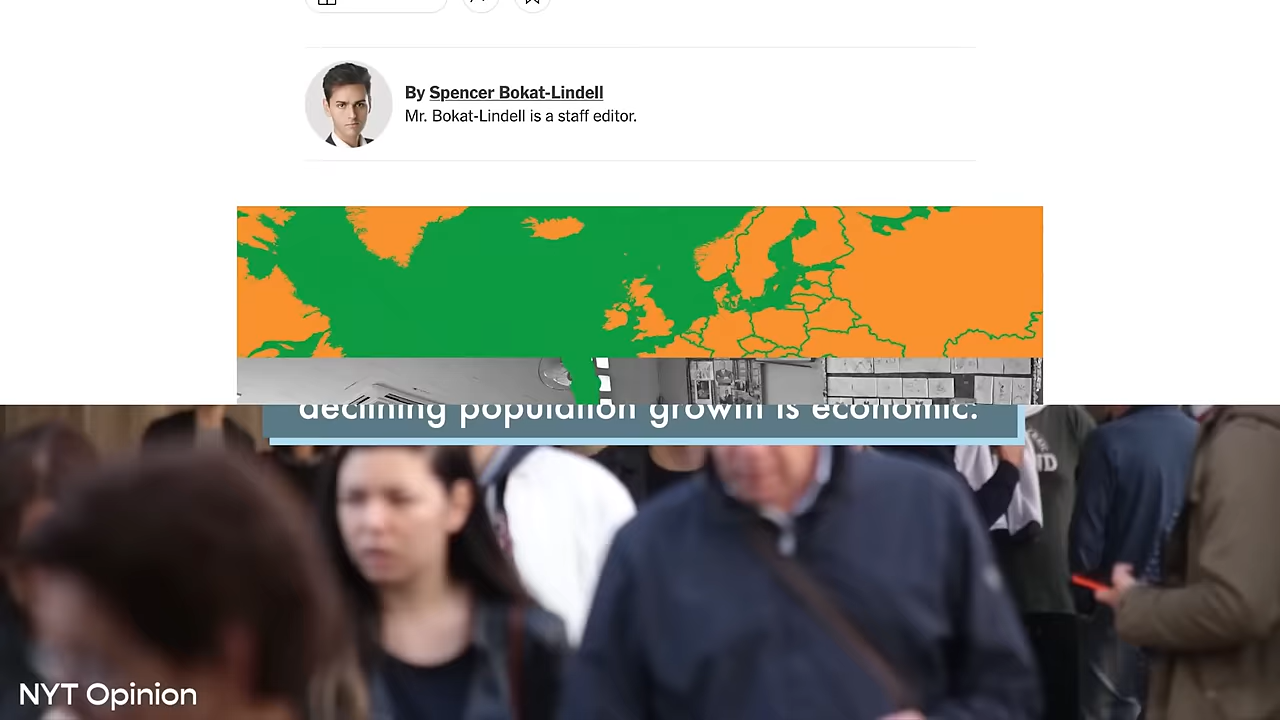 By Spencer Bokat-Lindell
Mr. Bokat-Lindell is a staff editor.
declining population growth is economic.
NYT Opinion